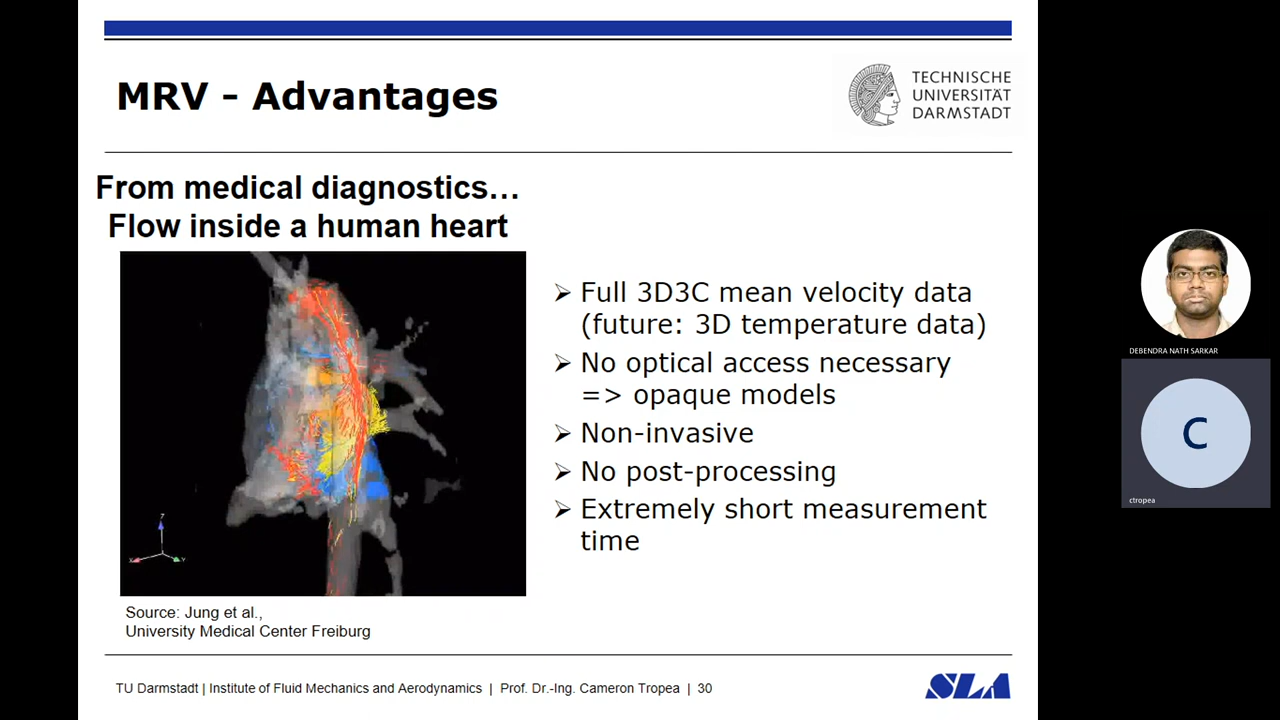 MRV - Advantages
TECHNISCHE
UNIVERSITÄT
DARMSTADT
From medical diagnostics…
Flow inside a human heart
Z
X
Y
➢ Full 3D3C mean velocity data
(future: 3D temperature data)
➢ No optical access necessary
=> opaque models
➢ Non-invasive
➢ No post-processing
➢ Extremely short measurement
time
Source: Jung et al.,
University Medical Center Freiburg
TU Darmstadt | Institute of Fluid Mechanics and Aerodynamics | Prof. Dr.-Ing. Cameron Tropea | 30
SLA
DEBENDRA NATH SARKAR
C
ctropea